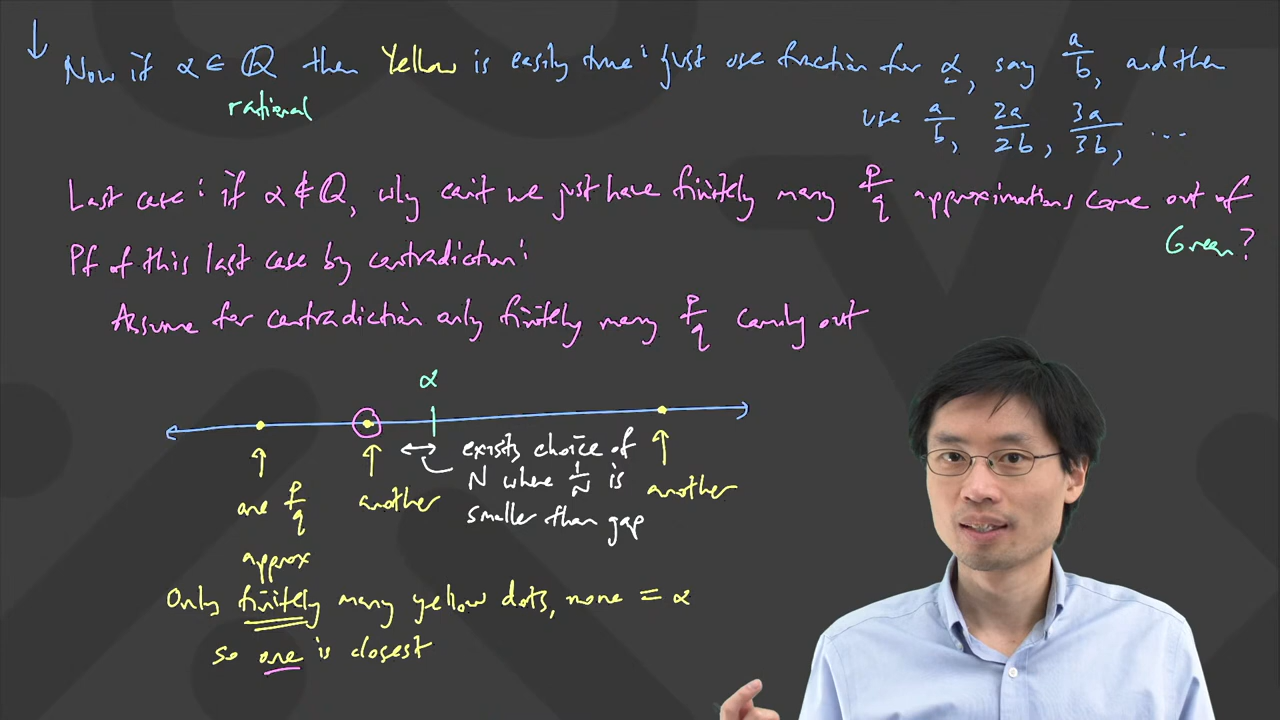 Now if α ∈ ℚ then Yellow is easily true: just use fraction for α, say a/b, and then
rational
use a/b, 2a/2b, 3a/3b, ...
Last case: if α ∉ ℚ, why can't we just have finitely many p/q approximations come out of
Green?
Pf of this last case by contradiction:
Assume for contradiction only finitely many p/q coming out
α
exists choice of
N where 1/N is
smaller than gap
one p/q
approx
another
another
Only finitely many yellow dots, none = α
so one is closest